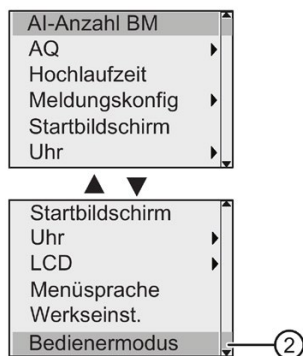 AI-Anzahl BM
AQ
Hochlaufzeit
Meldungskonfig
Startbildschirm
Uhr
Startbildschirm
Uhr
LCD
Menüsprache
Werkseinst.
Bedienermodus
2